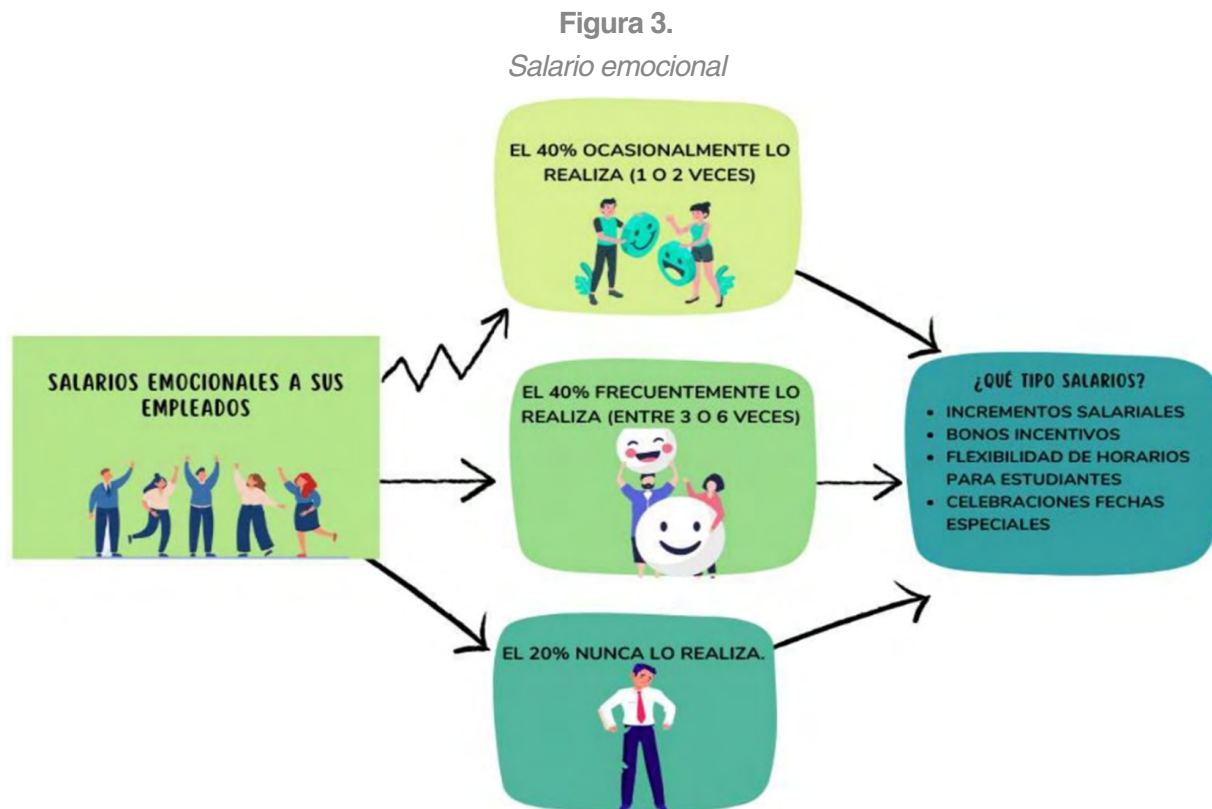 Figura 3.
Salario emocional
EL 40% OCASIONALMENTE LO
REALIZA (1 O 2 VECES)
SALARIOS EMOCIONALES A SUS
EMPLEADOS
EL 40% FRECUENTEMENTE LO
REALIZA (ENTRE 3 O 6 VECES)
EL 20% NUNCA LO REALIZA.
¿QUÉ TIPO SALARIOS?
• INCREMENTOS SALARIALES
• BONOS INCENTIVOS
• FLEXIBILIDAD DE HORARIOS
PARA ESTUDIANTES
• CELEBRACIONES FECHAS
ESPECIALES